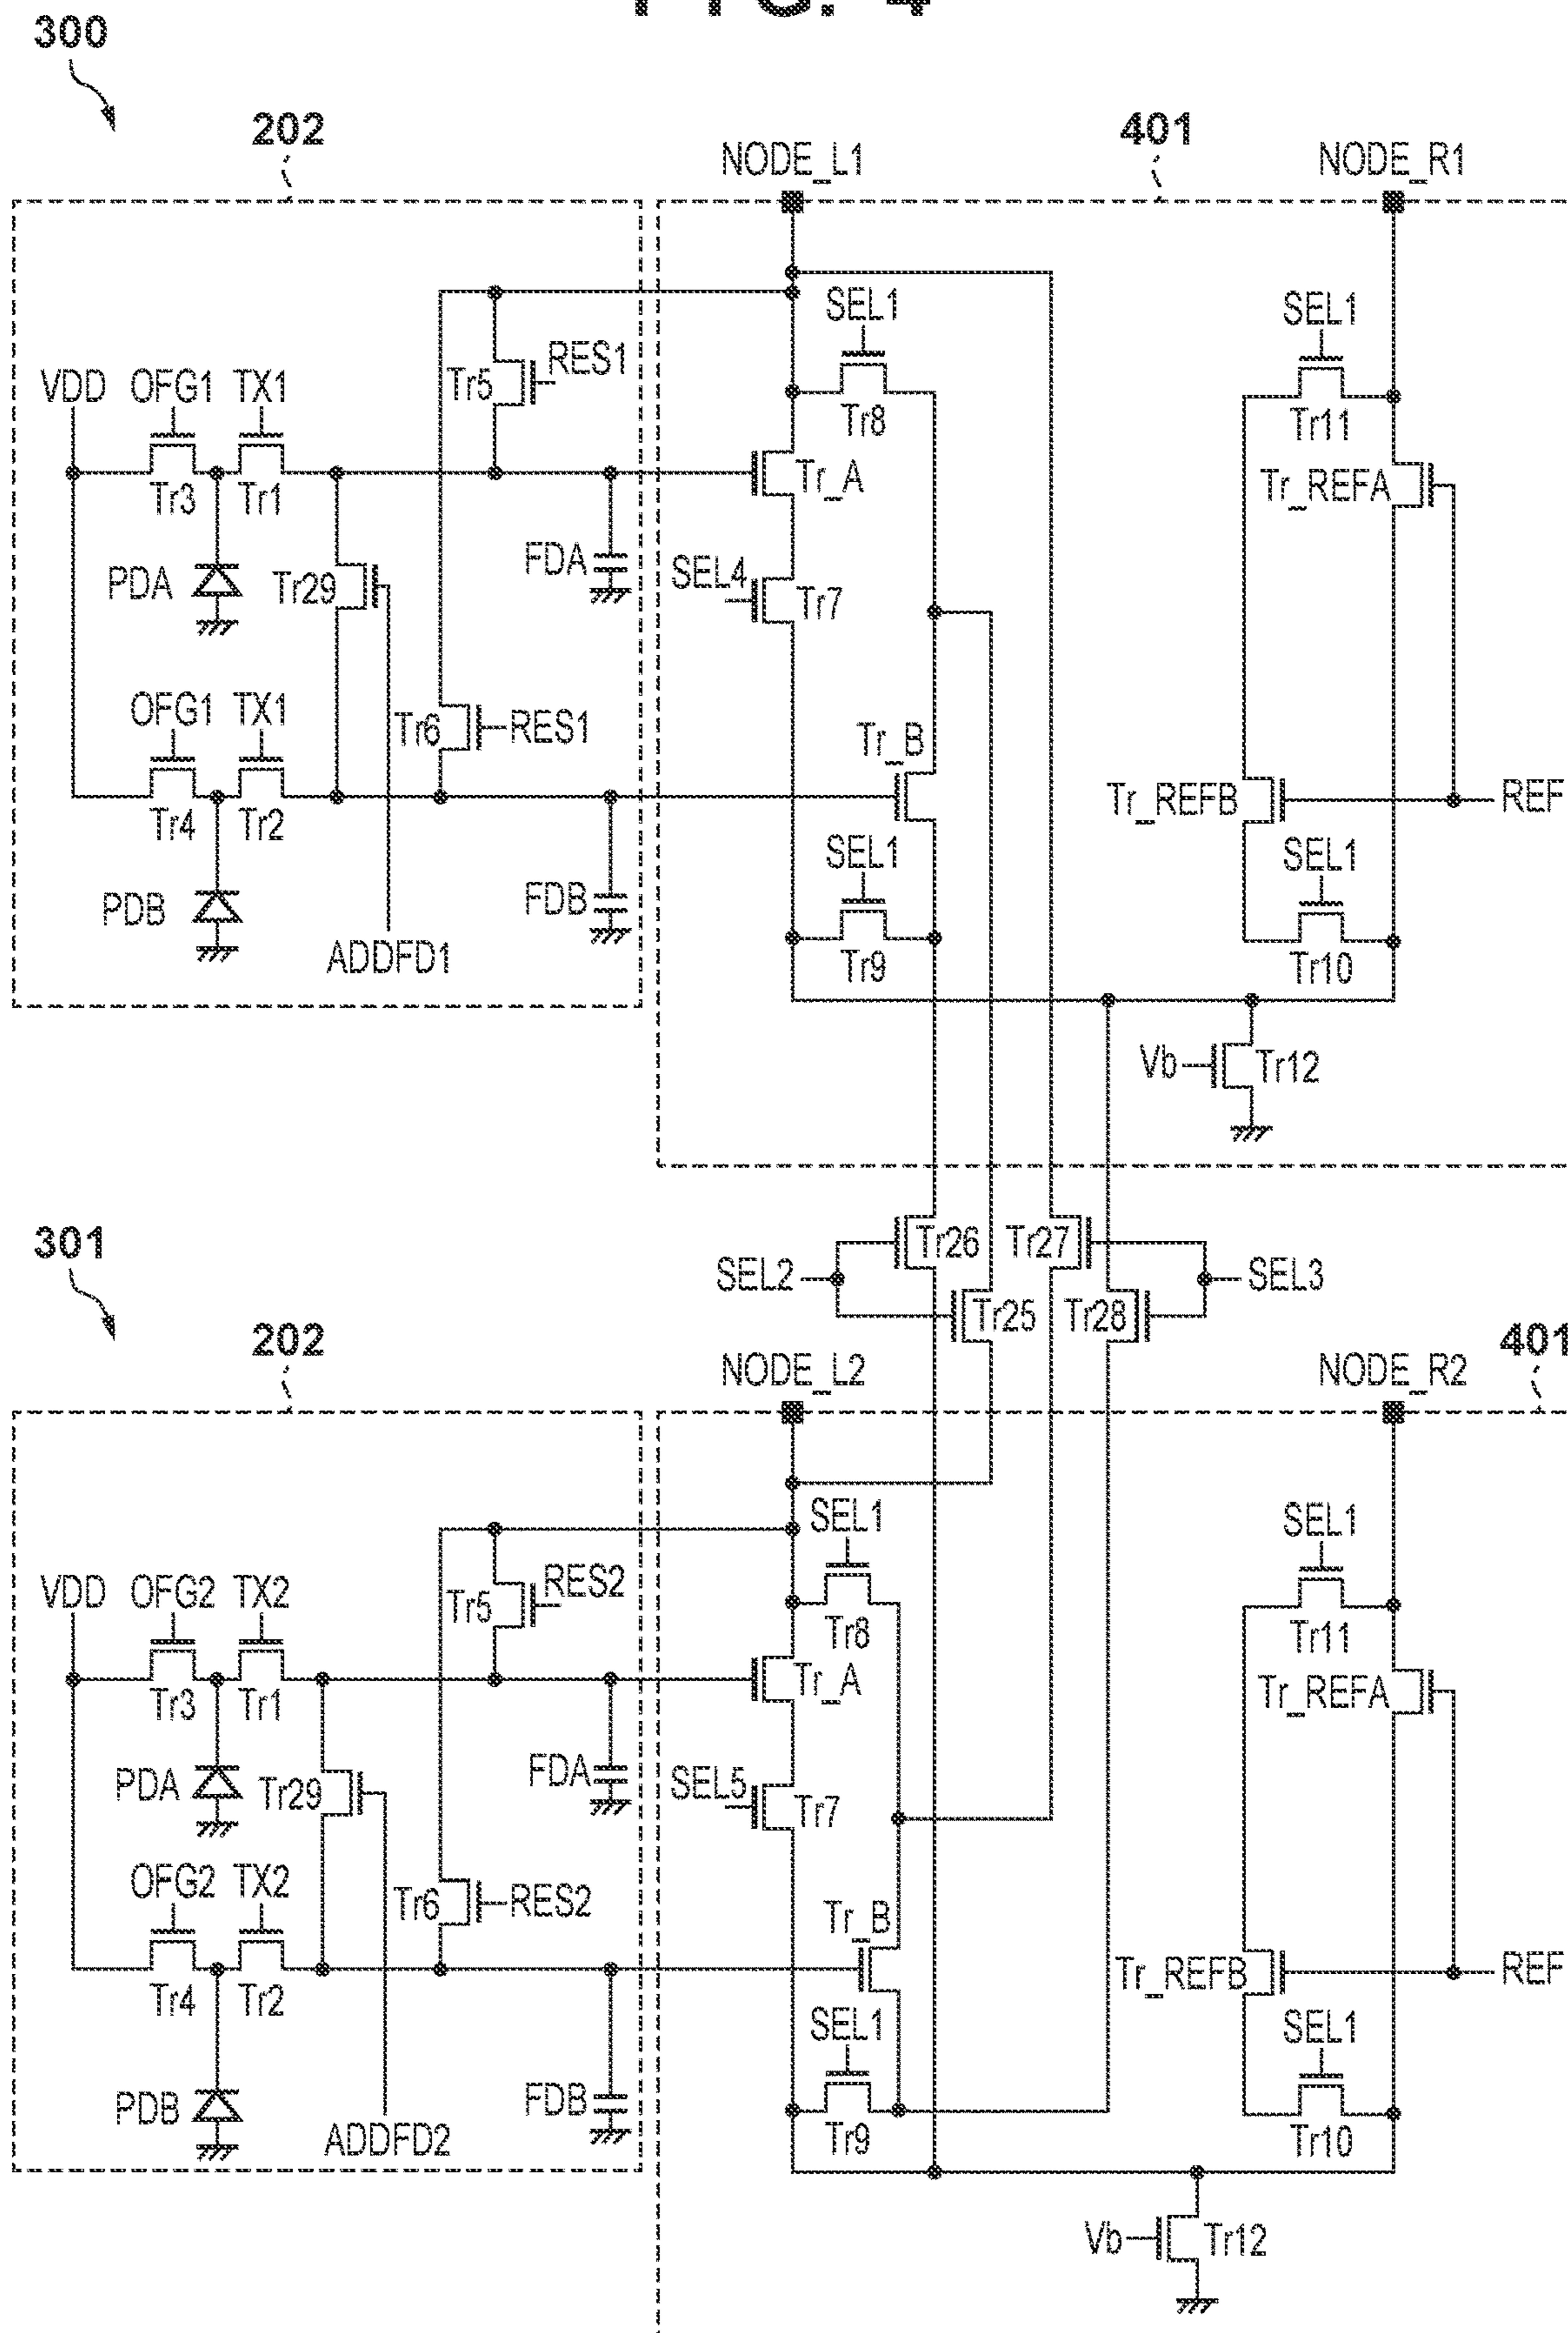 FIG. 4
300
202
401
NODE_L1
NODE_R1
SEL1
SEL1
RES1
Tr5
VDD
OFG1
TX1
Tr8
Tr11
Tr3
Tr1
Tr_A
Tr_REFA
PDA
Tr29
FDA
SEL4
Tr7
OFG1
TX1
Tr6
RES1
Tr_B
Tr_REFB
REF
Tr4
Tr2
SEL1
SEL1
PDB
FDB
ADDFD1
Tr9
Tr10
Vb
Tr12
301
Tr26
Tr27
SEL2
SEL3
Tr25
Tr28
202
401
NODE_L2
NODE_R2
SEL1
SEL1
VDD
OFG2
TX2
Tr5
RES2
Tr8
Tr11
Tr3
Tr1
Tr_A
Tr_REFA
PDA
Tr29
FDA
SEL5
Tr7
OFG2
TX2
Tr6
RES2
Tr_B
Tr_REFB
REF
Tr4
Tr2
SEL1
SEL1
PDB
FDB
ADDFD2
Tr9
Tr10
Vb
Tr12